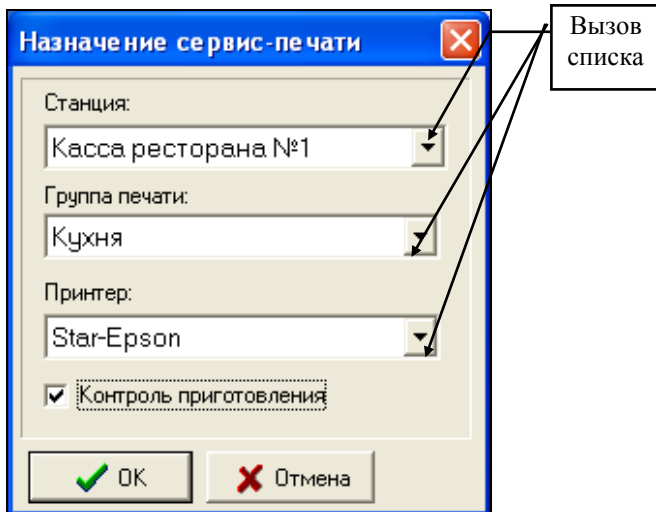 Назначение сервис-печати
Вызов
списка
Станция:
Касса ресторана №1
Группа печати:
Кухня
Принтер:
Star-Epson
Контроль приготовления
OK
Отмена